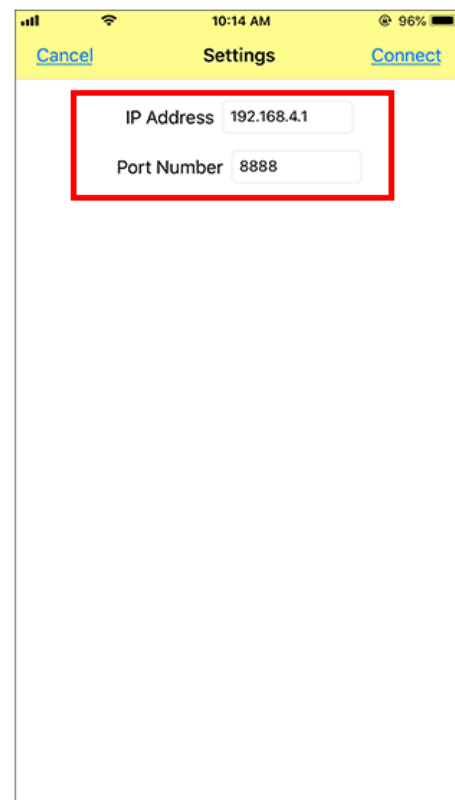 10:14 AM 96%
Cancel Settings Connect
IP Address 192.168.4.1
Port Number 8888